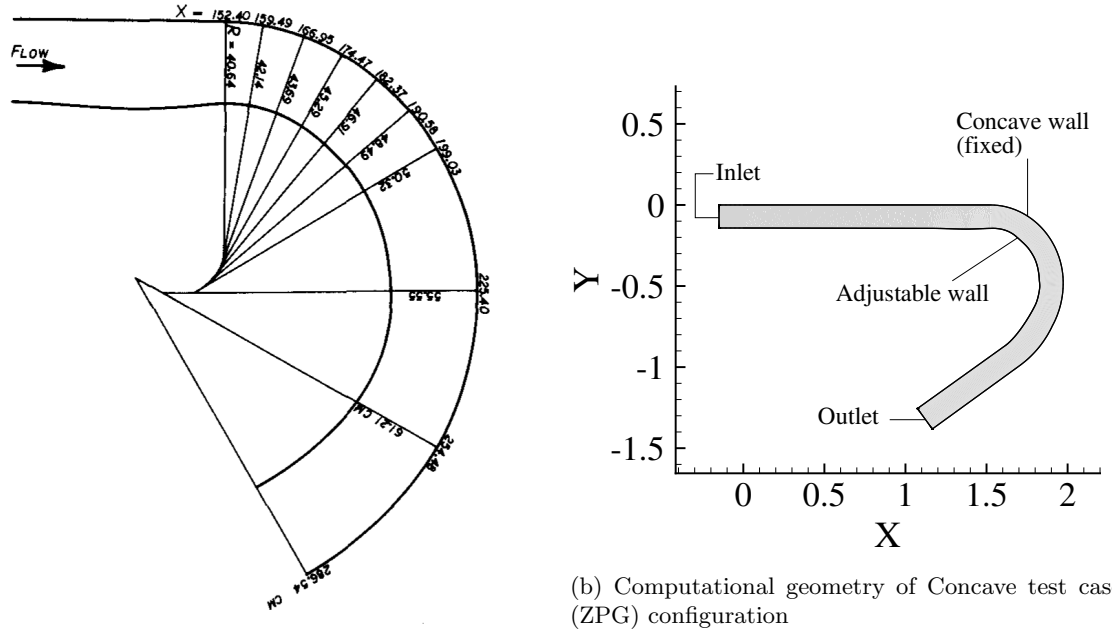 X = 152.40 159.49 166.95 174.47 182.37 190.58 199.03
FLOW
R = 40.64 42.14 43.69 45.29 46.91 48.49 50.32
55.55 225.40
61.21 CM 254.48
286.54 CM
0.5
0
-0.5
-1
-1.5
Y
0 0.5 1 1.5 2
X
Concave wall
(fixed)
Inlet
Adjustable wall
Outlet
(b) Computational geometry of Concave test cas
(ZPG) configuration